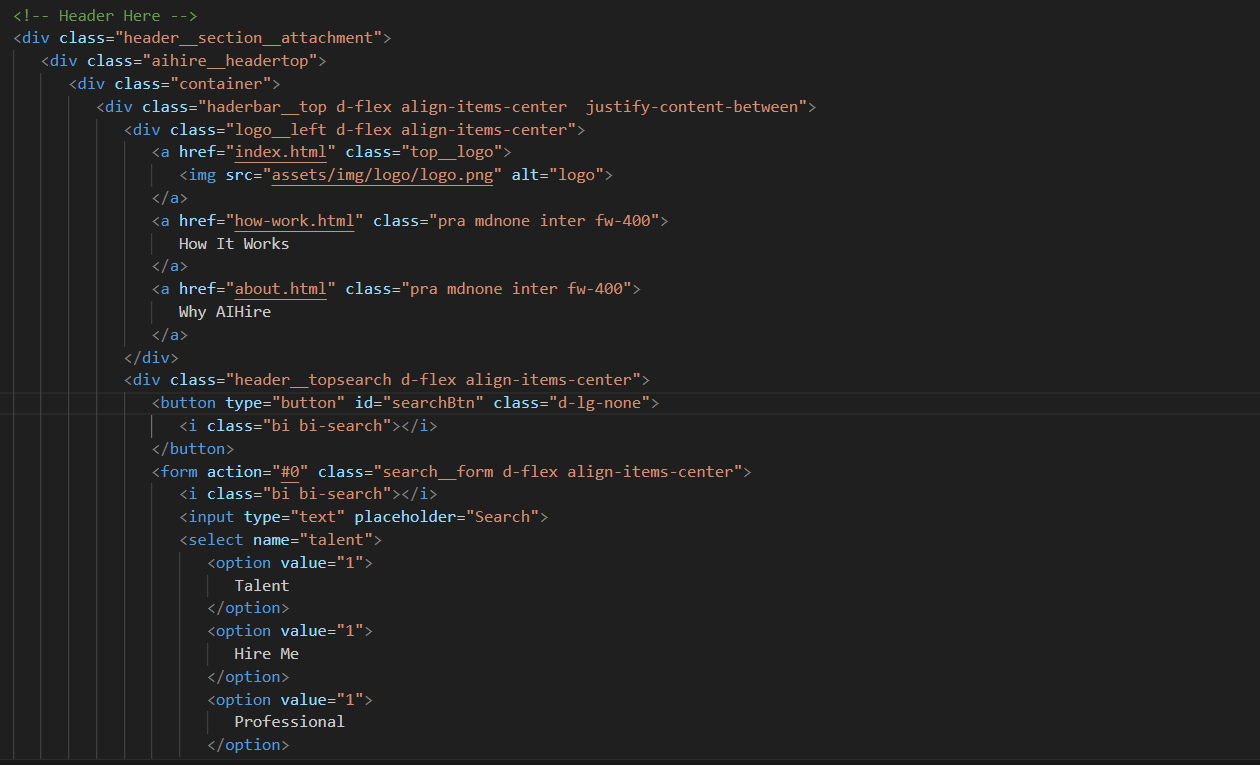 <!-- Header Here -->
<div class="header__section__attachment">
<div class="aihire__headertop">
<div class="container">
<div class="haderbar__top d-flex align-items-center  justify-content-between">
<div class="logo__left d-flex align-items-center">
<a href="index.html" class="top__logo">
<img src="assets/img/logo/logo.png" alt="logo">
</a>
<a href="how-work.html" class="pra mdnone inter fw-400">
How It Works
</a>
<a href="about.html" class="pra mdnone inter fw-400">
Why AIHire
</a>
</div>
<div class="header__topsearch d-flex align-items-center">
<button type="button" id="searchBtn" class="d-lg-none">
<i class="bi bi-search"></i>
</button>
<form action="#0" class="search__form d-flex align-items-center">
<i class="bi bi-search"></i>
<input type="text" placeholder="Search">
<select name="talent">
<option value="1">
Talent
</option>
<option value="1">
Hire Me
</option>
<option value="1">
Professional
</option>